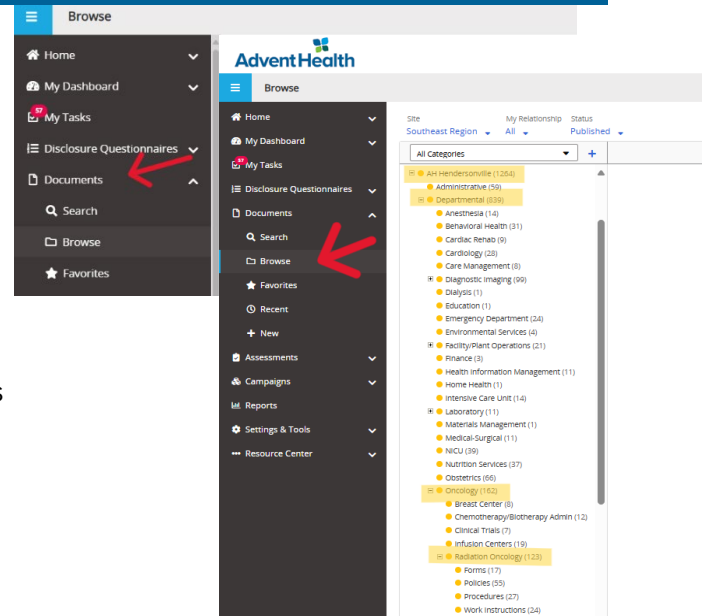 Browse
Home
My Dashboard
57
My Tasks
Disclosure Questionnaires
Documents
Search
Browse
Favorites
s
AdventHealth
Browse
Home
My Dashboard
57
My Tasks
Disclosure Questionnaires
Documents
Search
Browse
Favorites
Recent
+ New
Assessments
Campaigns
Reports
Settings & Tools
Resource Center
Site My Relationship Status
Southeast Region All Published
All Categories +
AH Hendersonville (1264)
Administrative (59)
Departmental (839)
Anesthesia (14)
Behavioral Health (31)
Cardiac Rehab (9)
Cardiology (28)
Care Management (8)
Diagnostic Imaging (99)
Dialysis (1)
Education (1)
Emergency Department (24)
Environmental Services (4)
Facility/Plant Operations (21)
Finance (3)
Health Information Management (11)
Home Health (1)
Intensive Care Unit (14)
Laboratory (11)
Materials Management (1)
Medical-Surgical (11)
NICU (39)
Nutrition Services (37)
Obstetrics (66)
Oncology (162)
Breast Center (8)
Chemotherapy/Biotherapy Admin (12)
Clinical Trials (7)
Infusion Centers (19)
Radiation Oncology (123)
Forms (17)
Policies (55)
Procedures (27)
Work Instructions (24)